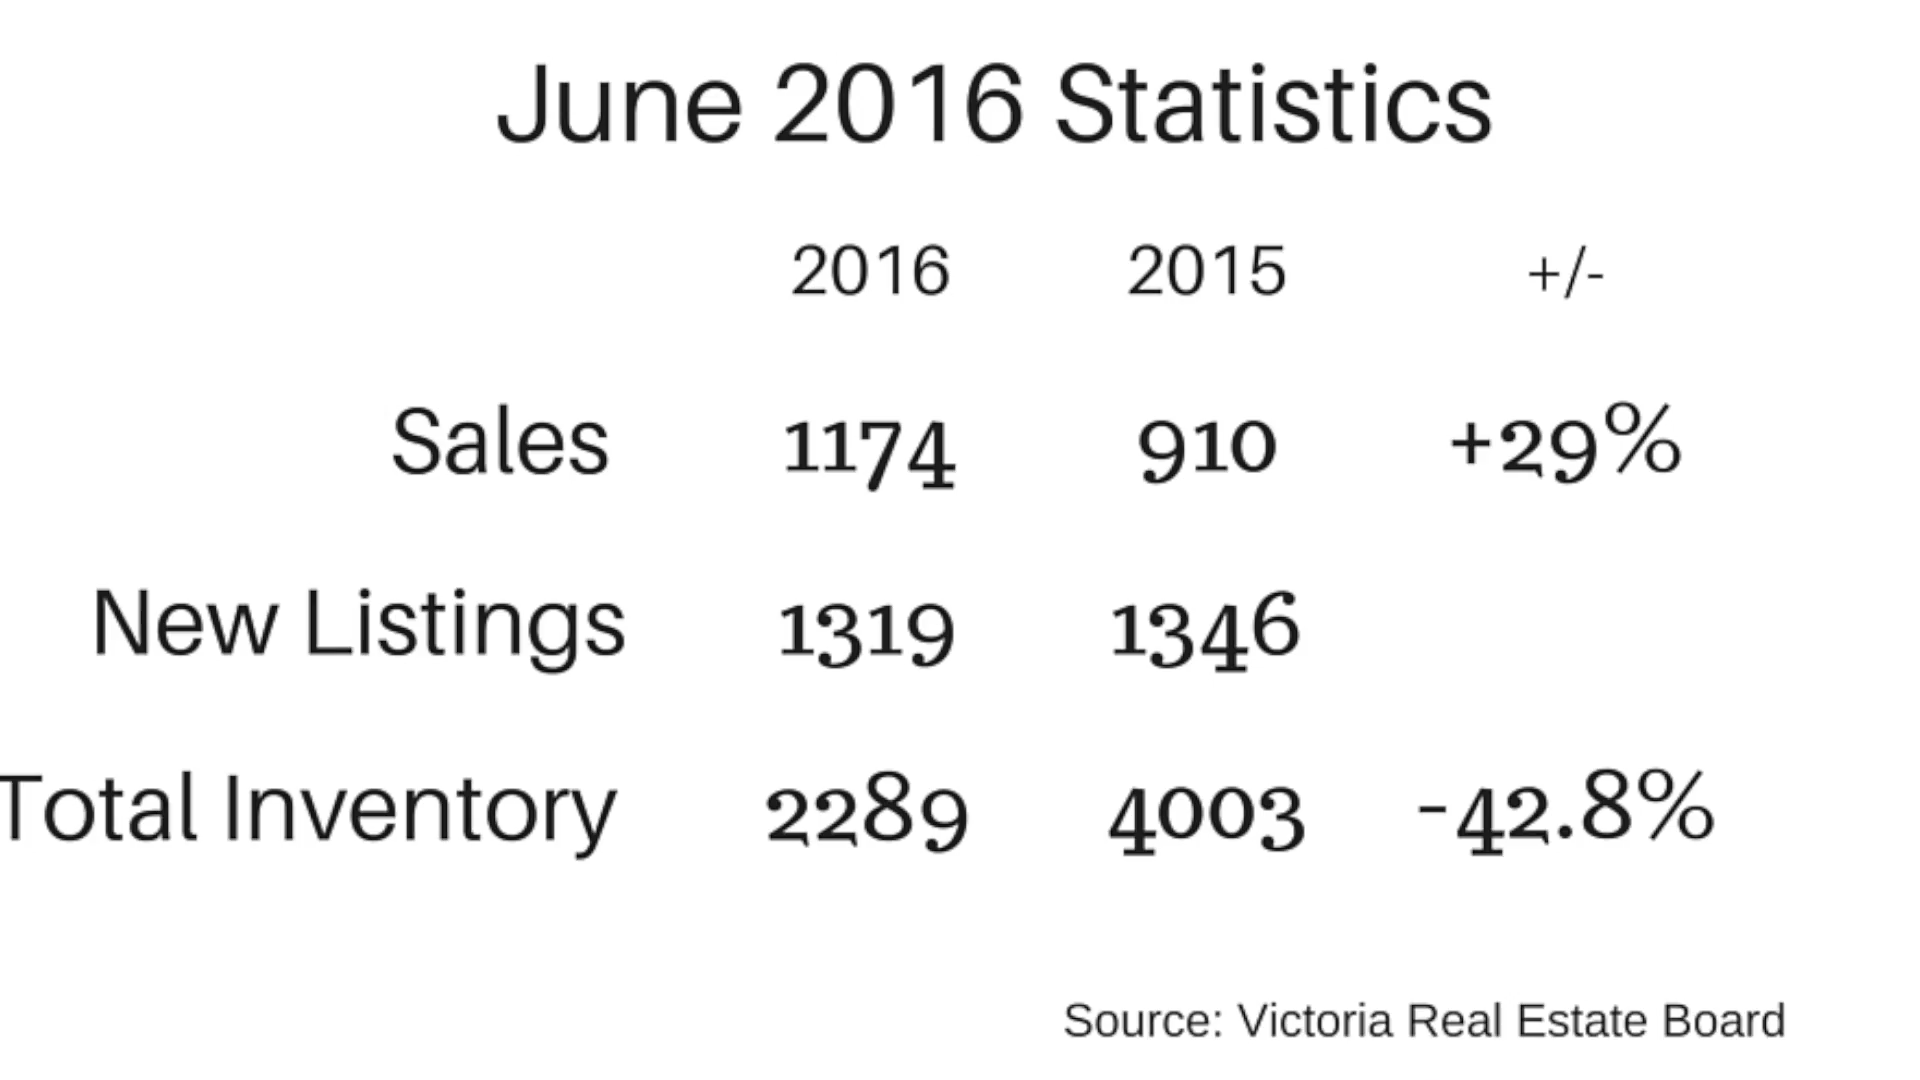 June 2016 Statistics
2016 2015 +/-
Sales 1174 910 +29%
New Listings 1319 1346
Total Inventory 2289 4003 -42.8%
Source: Victoria Real Estate Board